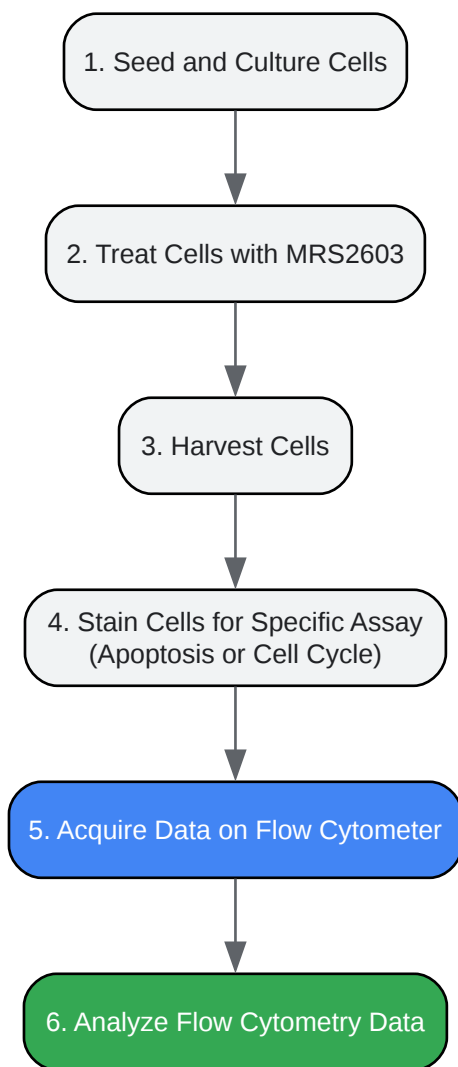 1. Seed and Culture Cells
2. Treat Cells with MRS2603
3. Harvest Cells
4. Stain Cells for Specific Assay
(Apoptosis or Cell Cycle)
5. Acquire Data on Flow Cytometer
6. Analyze Flow Cytometry Data